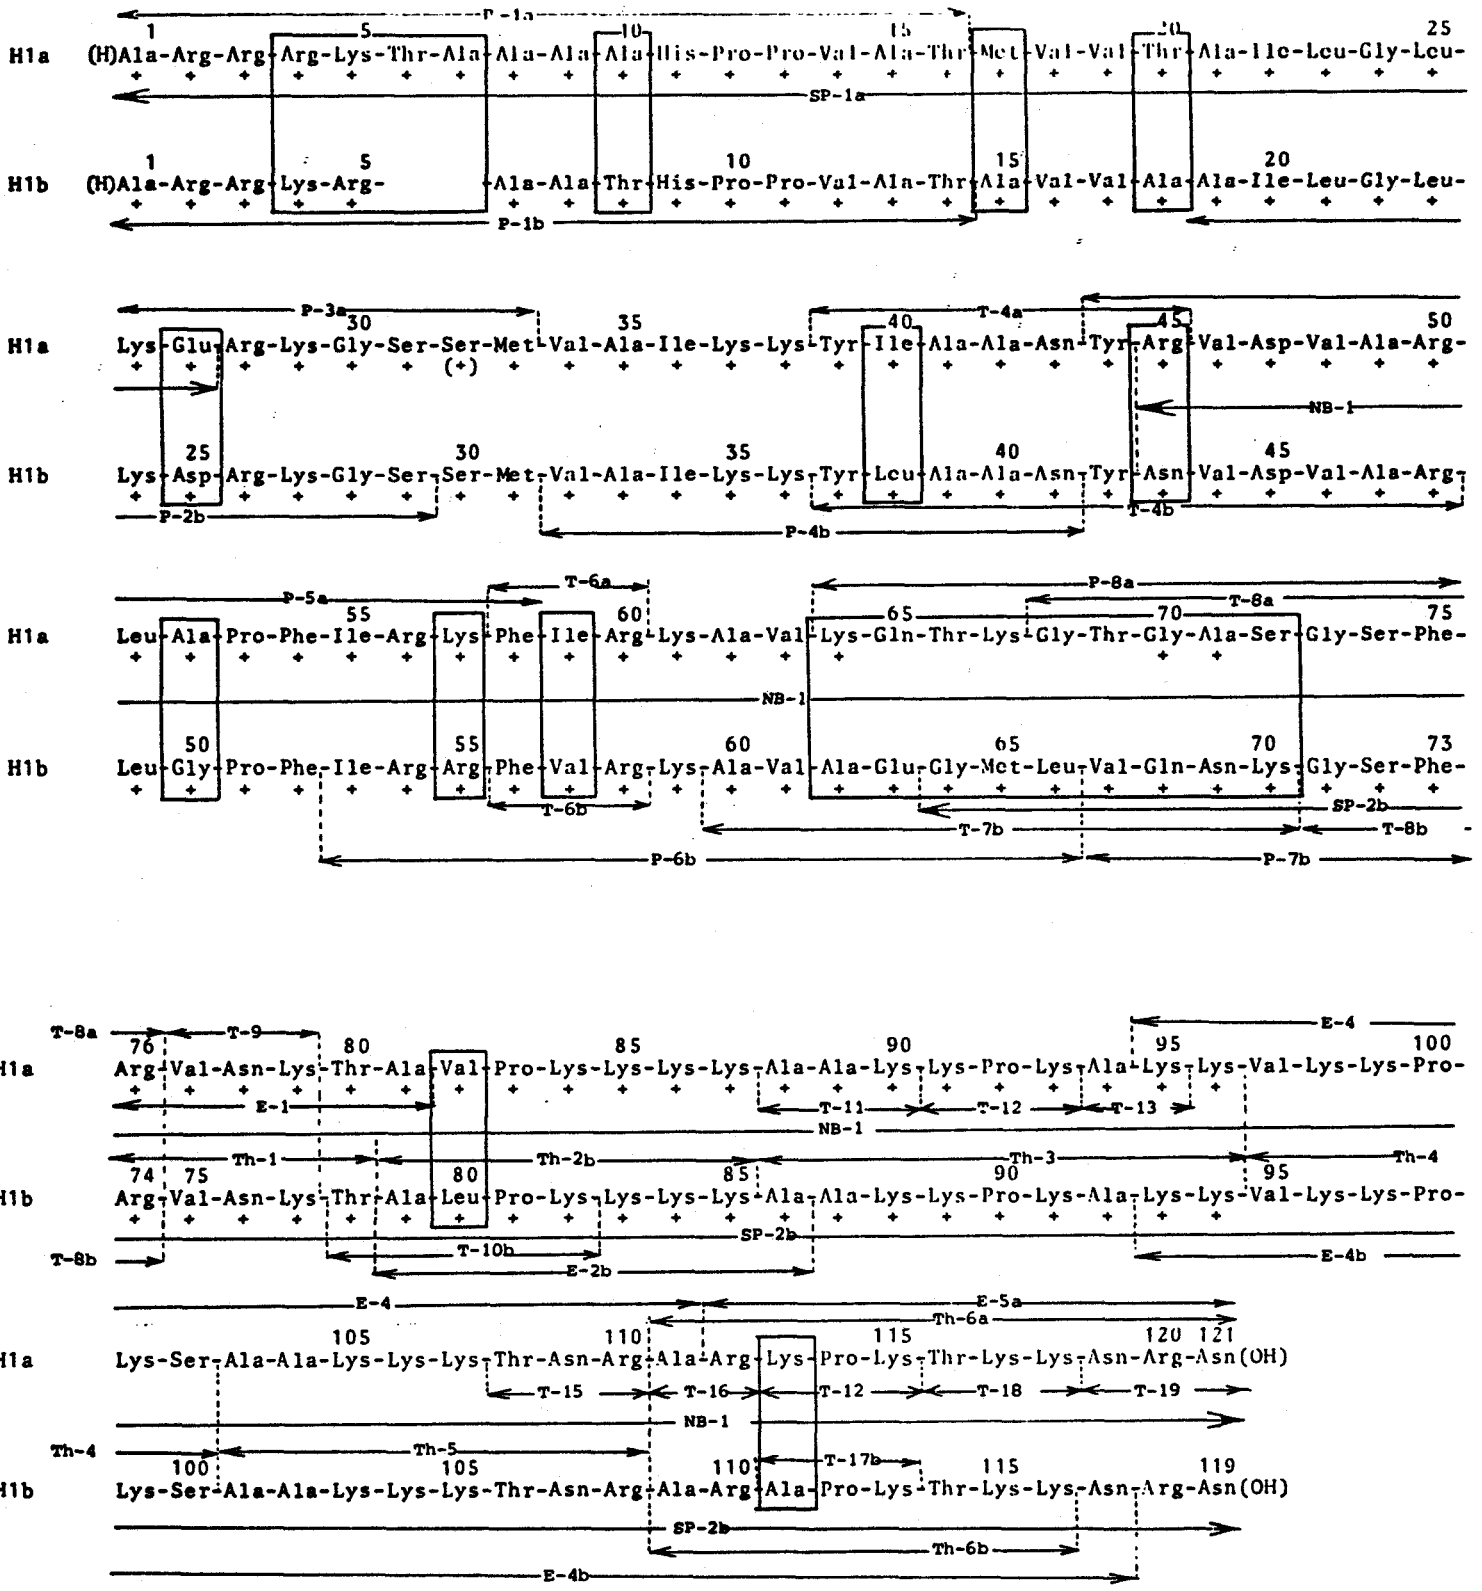 P-1a
1 5 10 15 20 25
H1a (H)Ala-Arg-Arg-Arg-Lys-Thr-Ala-Ala-Ala-Ala-His-Pro-Pro-Val-Ala-Thr-Met-Val-Val-Thr-Ala-Ile-Leu-Gly-Leu-
+ + + + + + + + + + + + + + + + + + + + + + + + +
SP-1a
1 5 10 15 20
H1b (H)Ala-Arg-Arg-Lys-Arg- -Ala-Ala-Thr-His-Pro-Pro-Val-Ala-Thr-Ala-Val-Val-Ala-Ala-Ile-Leu-Gly-Leu-
+ + + + + + + + + + + + + + + + + + + + + + +
P-1b
P-3a T-4a
30 35 40 45 50
H1a Lys-Glu-Arg-Lys-Gly-Ser-Ser-Met-Val-Ala-Ile-Lys-Lys-Tyr-Ile-Ala-Ala-Asn-Tyr-Arg-Val-Asp-Val-Ala-Arg-
+ + + + + + (+) + + + + + + + + + + + + + + + + + +
NB-1
25 30 35 40 45
H1b Lys-Asp-Arg-Lys-Gly-Ser-Ser-Met-Val-Ala-Ile-Lys-Lys-Tyr-Leu-Ala-Ala-Asn-Tyr-Asn-Val-Asp-Val-Ala-Arg-
+ + + + + + + + + + + + + + + + + + + + + + + + +
P-2b T-4b
P-4b
T-6a P-8a
P-5a T-8a
55 60 65 70 75
H1a Leu-Ala-Pro-Phe-Ile-Arg-Lys-Phe-Ile-Arg-Lys-Ala-Val-Lys-Gln-Thr-Lys-Gly-Thr-Gly-Ala-Ser-Gly-Ser-Phe-
+ + + + + + + + + + + + + + + +
NB-1
50 55 60 65 70 73
H1b Leu-Gly-Pro-Phe-Ile-Arg-Arg-Phe-Val-Arg-Lys-Ala-Val-Ala-Glu-Gly-Met-Leu-Val-Gln-Asn-Lys-Gly-Ser-Phe-
+ + + + + + + + + + + + + + + + + + + + + + + + +
T-6b SP-2b
T-7b T-8b
P-6b P-7b
T-8a T-9 E-4
76 80 85 90 95 100
H1a Arg-Val-Asn-Lys-Thr-Ala-Val-Pro-Lys-Lys-Lys-Lys-Ala-Ala-Lys-Lys-Pro-Lys-Ala-Lys-Lys-Val-Lys-Lys-Pro-
+ + + + + + + + + + + +
E-1 T-11 T-12 T-13
NB-1
Th-1 Th-2b Th-3 Th-4
74 75 80 85 90 95
H1b Arg-Val-Asn-Lys-Thr-Ala-Leu-Pro-Lys-Lys-Lys-Lys-Ala-Ala-Lys-Lys-Pro-Lys-Ala-Lys-Lys-Val-Lys-Lys-Pro-
+ + + + + + + + + + + + + + + + + + + + +
SP-2b
T-8b T-10b E-4b
E-2b
E-4 E-5a
Th-6a
105 110 115 120 121
H1a Lys-Ser-Ala-Ala-Lys-Lys-Lys-Thr-Asn-Arg-Ala-Arg-Lys-Pro-Lys-Thr-Lys-Lys-Asn-Arg-Asn(OH)
T-15 T-16 T-12 T-18 T-19
NB-1
Th-4 Th-5 T-17b
100 105 110 115 119
H1b Lys-Ser-Ala-Ala-Lys-Lys-Lys-Thr-Asn-Arg-Ala-Arg-Ala-Pro-Lys-Thr-Lys-Lys-Asn-Arg-Asn(OH)
SP-2b
Th-6b
E-4b